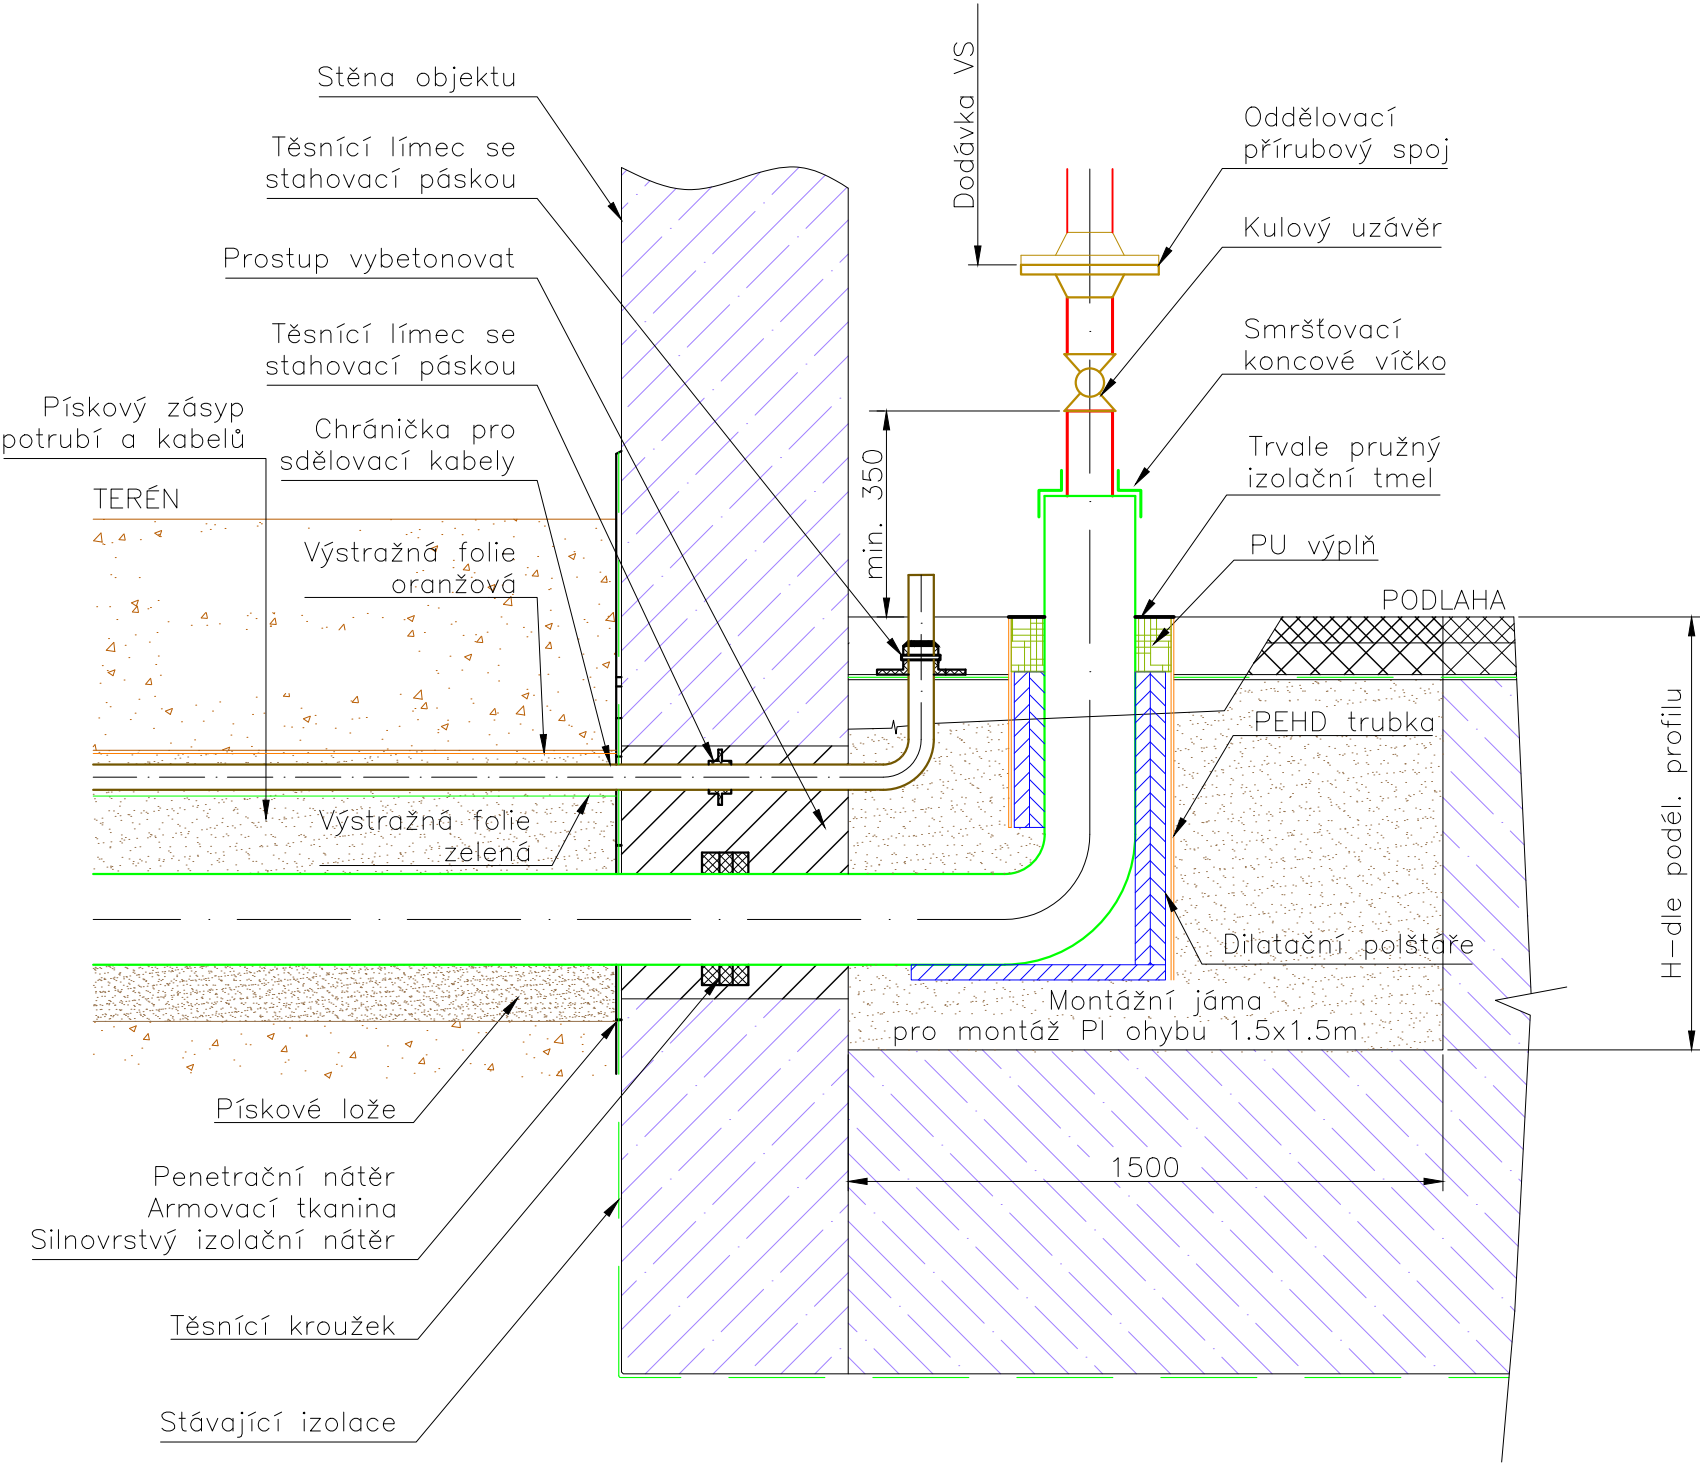 Stěna objektu
Těsnící límec se
stahovací páskou
Prostup vybetonovat
Těsnící límec se
stahovací páskou
Pískový zásyp
potrubí a kabelů
Chránička pro
sdělovací kabely
TERÉN
Výstražná folie
oranžová
Výstražná folie
zelená
Pískové lože
Penetrační nátěr
Armovací tkanina
Silnovrstvý izolační nátěr
Těsnící kroužek
Stávající izolace
Dodávka VS
Oddělovací
přírubový spoj
Kulový uzávěr
Smršťovací
koncové víčko
min. 350
Trvale pružný
izolační tmel
PU výplň
PODLAHA
PEHD trubka
H-dle poděl. profilu
Dilatační polštáře
Montážní jáma
pro montáž PI ohybu 1.5x1.5m
1500